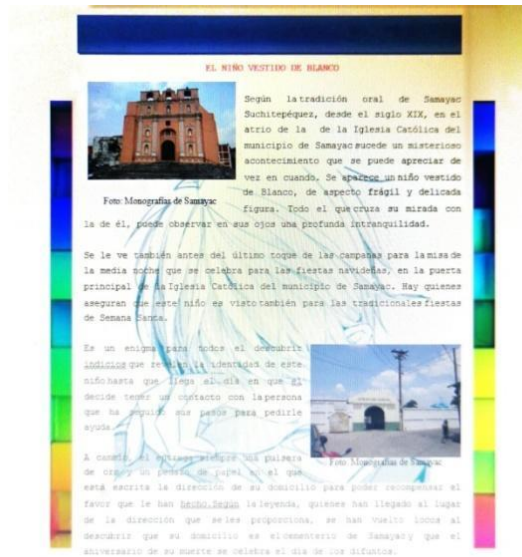 EL NIÑO VESTIDO DE BLANCO
Según la tradición oral de Samayac
Suchitepéquez, desde el siglo XIX, en el
atrio de la de la Iglesia Católica del
municipio de Samayac sucede un misterioso
acontecimiento que se puede apreciar de
vez en cuando. Se aparece un niño vestido
de Blanco, de aspecto frágil y delicada
figura. Todo el que cruza su mirada con
Foto: Monografías de Samayac
la de él, puede observar en sus ojos una profunda intranquilidad.
Se le ve también antes del último toque de las campanas para la misa de
la media noche que se celebra para las fiestas navideñas, en la puerta
principal de la Iglesia Católica del municipio de Samayac. Hay quienes
aseguran que este niño es visto también para las tradicionales fiestas
de Semana Santa.
Es un enigma para todos el descubrir
indicios que revelen la identidad de este
niño hasta que llega el día en que él
decide tener un contacto con la persona
que ha seguido sus pasos para pedirle
ayuda.
Foto: Monografías de Samayac
A cambio, él entrega siempre una pulsera
de oro y un pedazo de papel en el que
está escrita la dirección de su domicilio para poder recompensar el
favor que le han hecho.Según la leyenda, quienes han llegado al lugar
de la dirección que se les proporciona, se han vuelto locos al
descubrir que su domicilio es el cementerio de Samayac y que el
aniversario de su muerte se celebra el día de los difuntos.